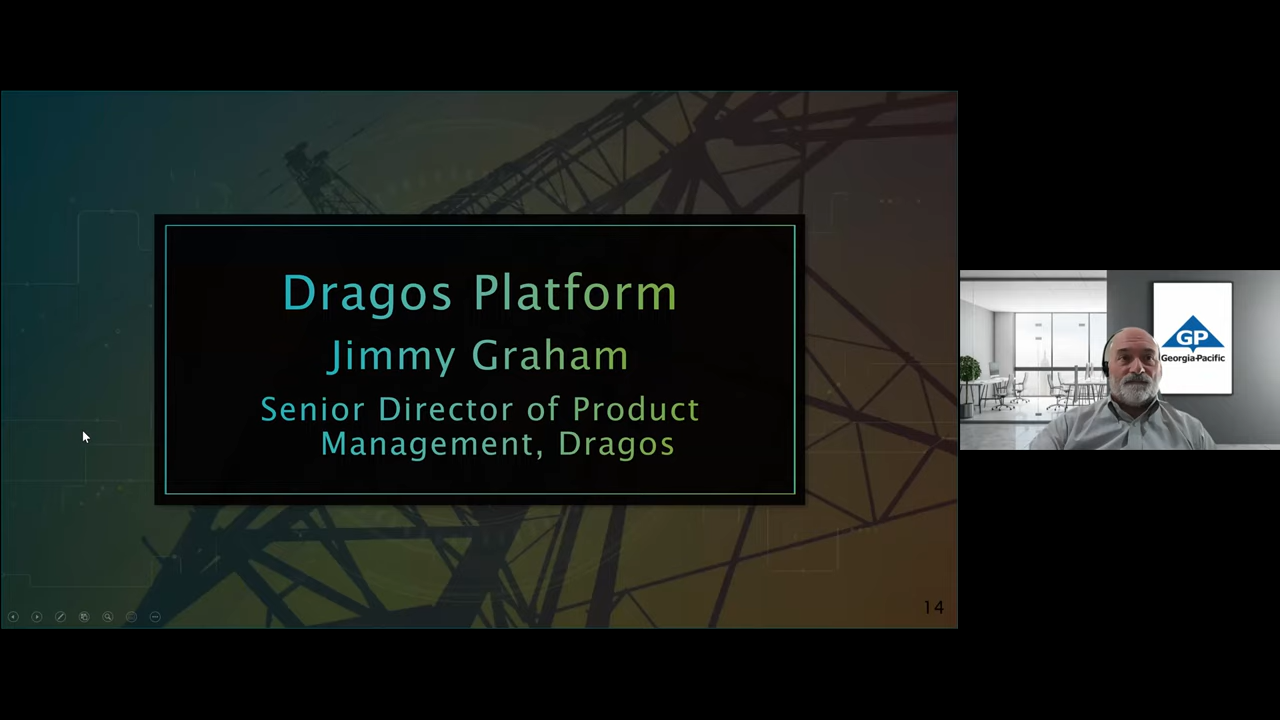 Dragos Platform
Jimmy Graham
Senior Director of Product
Management, Dragos
14
GP
Georgia-Pacific